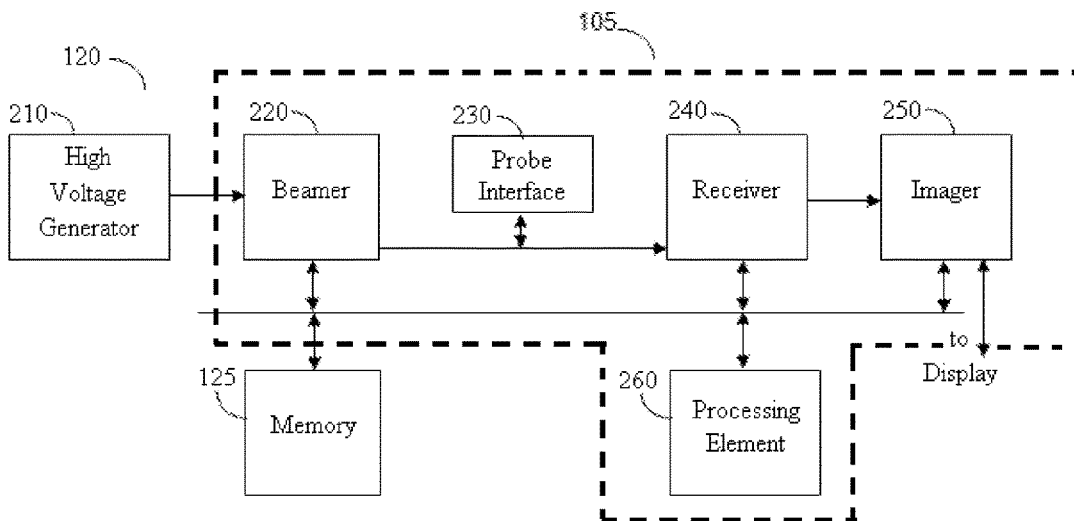 105
120
210
220
230
240
250
High
Voltage
Generator
Beamer
Probe
Interface
Receiver
Imager
to
Display
125
Memory
260
Processing
Element